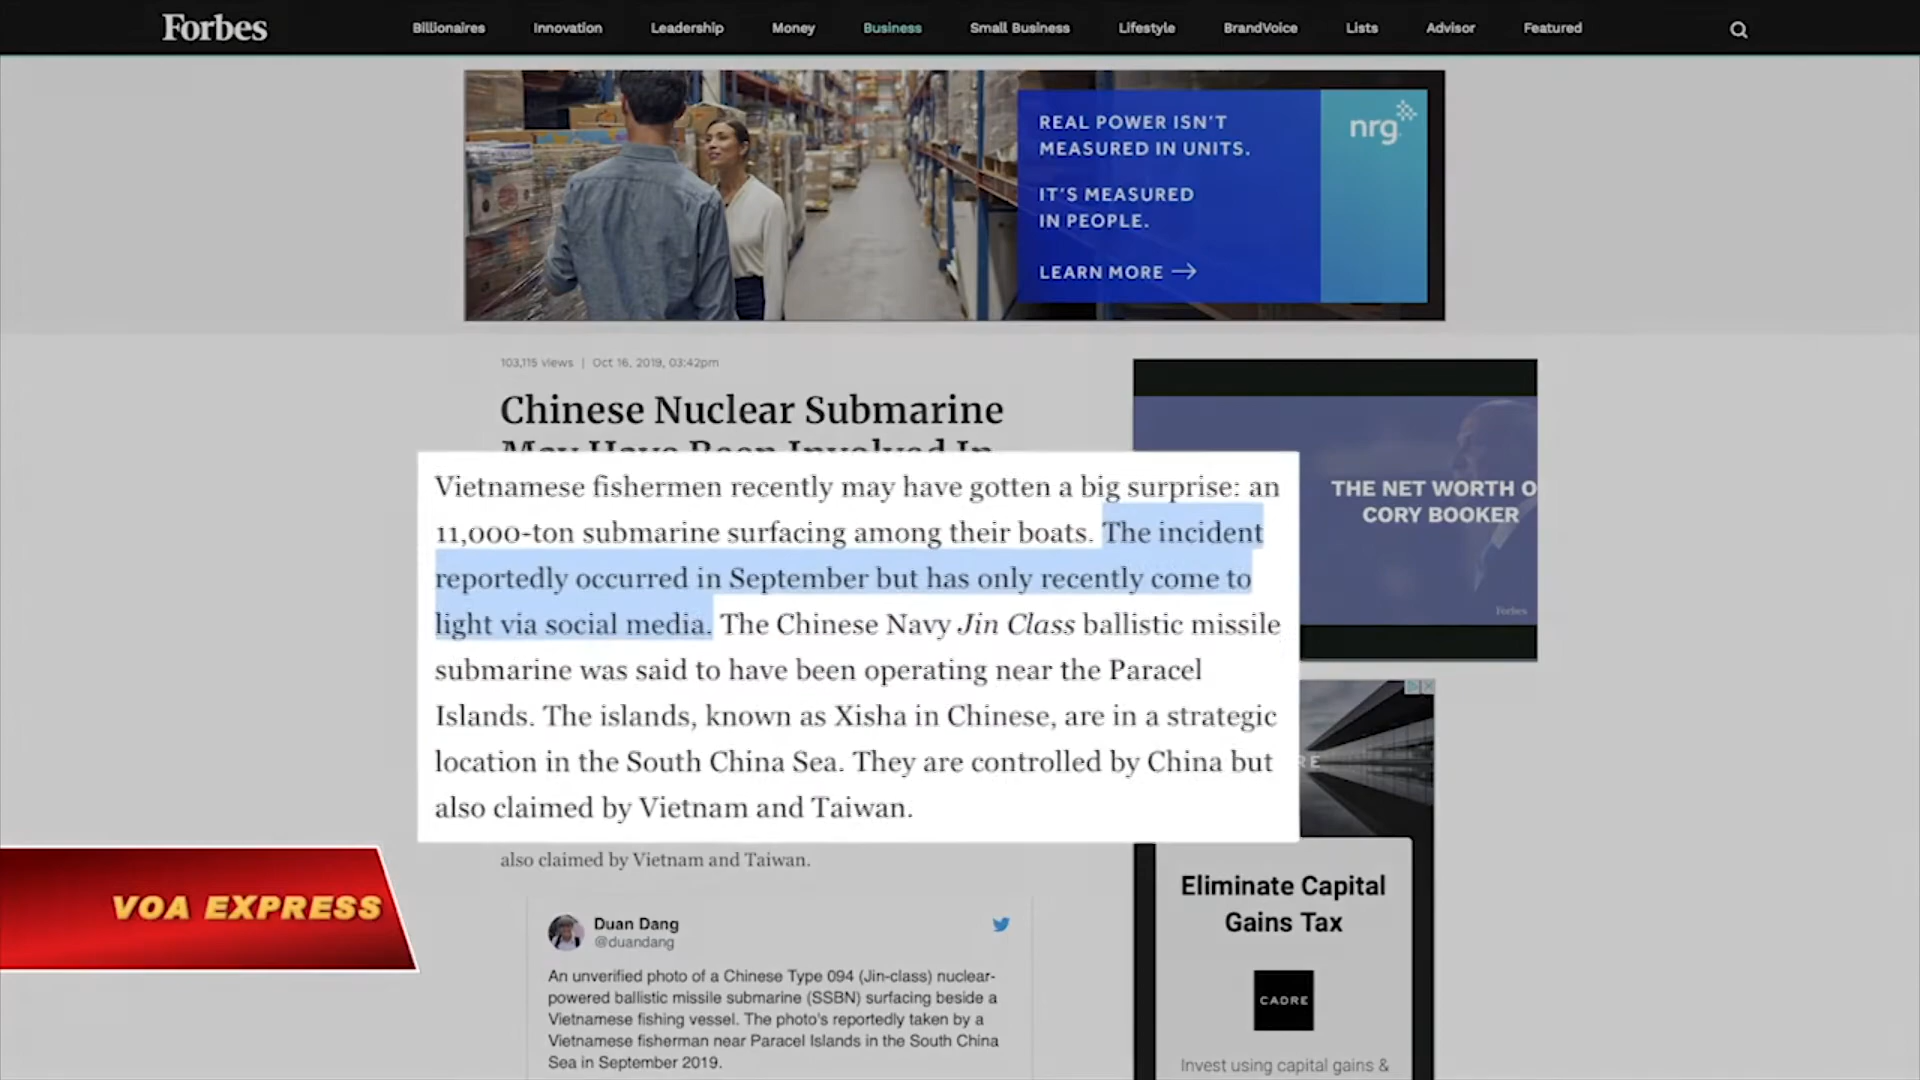 Forbes
Billionaires
Innovation
Leadership
Money
Business
Small Business
Lifestyle
BrandVoice
Lists
Advisor
Featured
REAL POWER ISN'T
MEASURED IN UNITS.
IT'S MEASURED
IN PEOPLE.
LEARN MORE →
nrg
103,115 views | Oct 16, 2019, 03:42pm
Chinese Nuclear Submarine
May Have Been Involved In
Vietnamese fishermen recently may have gotten a big surprise: an
11,000-ton submarine surfacing among their boats. The incident
reportedly occurred in September but has only recently come to
light via social media. The Chinese Navy Jin Class ballistic missile
submarine was said to have been operating near the Paracel
Islands. The islands, known as Xisha in Chinese, are in a strategic
location in the South China Sea. They are controlled by China but
also claimed by Vietnam and Taiwan.
also claimed by Vietnam and Taiwan.
THE NET WORTH O
CORY BOOKER
Forbes
RE
VOA EXPRESS
Duan Dang
@duandang
An unverified photo of a Chinese Type 094 (Jin-class) nuclear-
powered ballistic missile submarine (SSBN) surfacing beside a
Vietnamese fishing vessel. The photo's reportedly taken by a
Vietnamese fisherman near Paracel Islands in the South China
Sea in September 2019.
Eliminate Capital
Gains Tax
CADRE
Invest using capital gains &